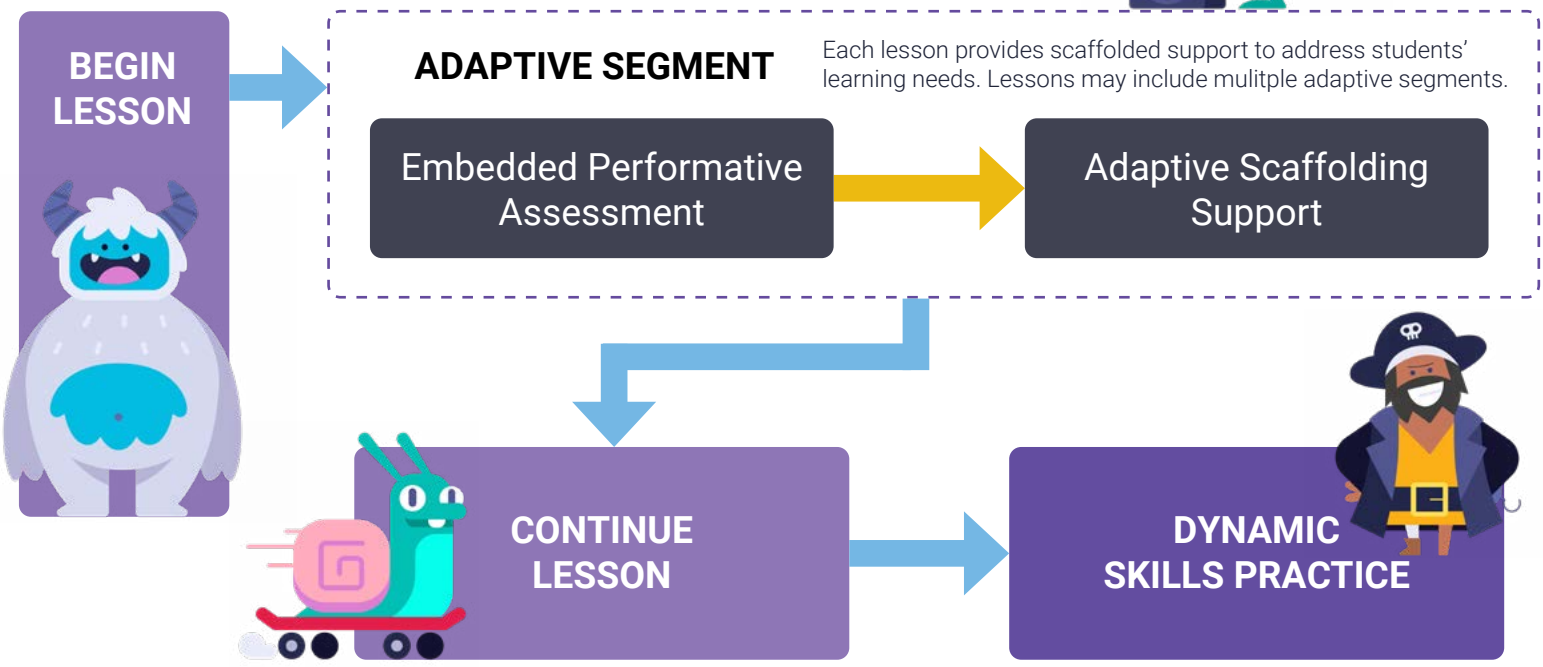 BEGIN
LESSON
ADAPTIVE SEGMENT
Each lesson provides scaffolded support to address students’
learning needs. Lessons may include mulitple adaptive segments.
Embedded Performative
Assessment
Adaptive Scaffolding
Support
CONTINUE
LESSON
DYNAMIC
SKILLS PRACTICE